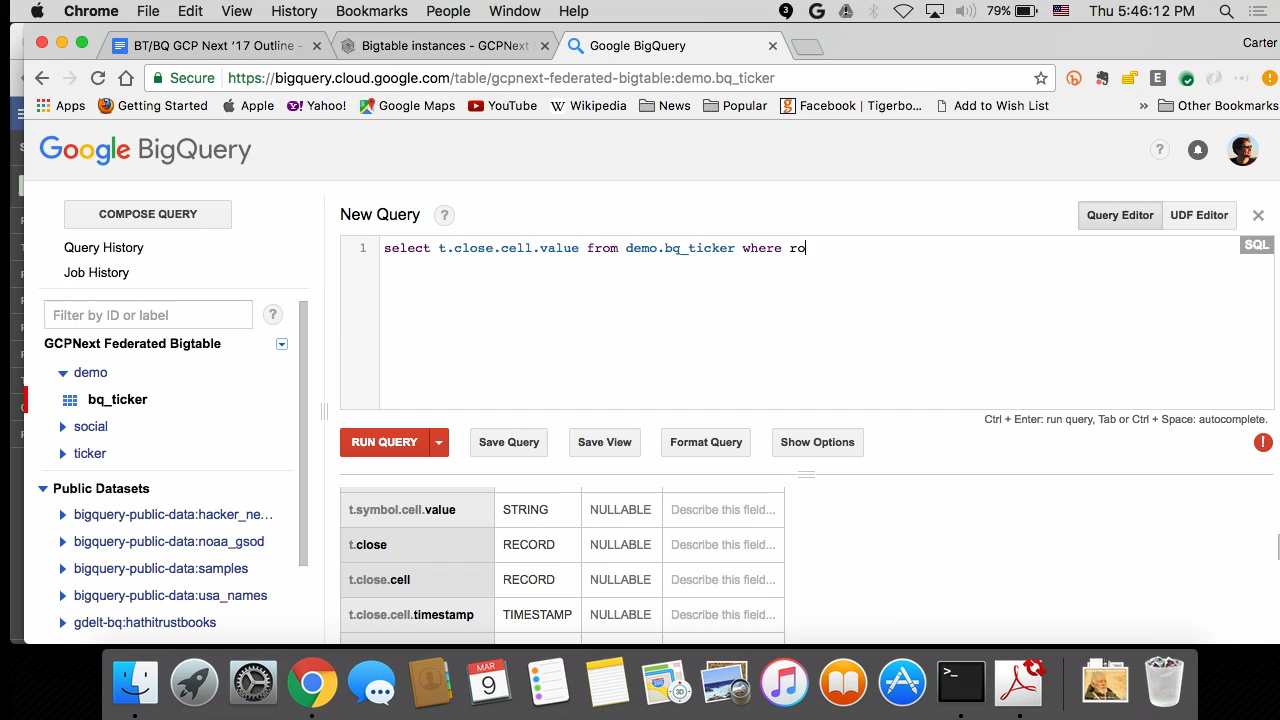 Chrome File Edit View History Bookmarks People Window Help 79% Thu 5:46:12 PM
BT/BQ GCP Next '17 Outline - Bigtable instances - GCPNext Google BigQuery Carter
Secure https://bigquery.cloud.google.com/table/gcpnext-federated-bigtable:demo.bq_ticker
Apps Getting Started Apple Yahoo! Google Maps YouTube Wikipedia News Popular Facebook | Tigerbo... Add to Wish List » Other Bookmarks
Google BigQuery ?
COMPOSE QUERY
Query History
Job History
Filter by ID or label ?
GCPNext Federated Bigtable
demo
bq_ticker
social
ticker
Public Datasets
bigquery-public-data:hacker_ne...
bigquery-public-data:noaa_gsod
bigquery-public-data:samples
bigquery-public-data:usa_names
gdelt-bq:hathitrustbooks
New Query ? Query Editor UDF Editor
1 select t.close.cell.value from demo.bq_ticker where ro SQL
Ctrl + Enter: run query, Tab or Ctrl + Space: autocomplete.
RUN QUERY Save Query Save View Format Query Show Options !
t.symbol.cell.value STRING NULLABLE Describe this field...
t.close RECORD NULLABLE Describe this field...
t.close.cell RECORD NULLABLE Describe this field...
t.close.cell.timestamp TIMESTAMP NULLABLE Describe this field...
MAR
9